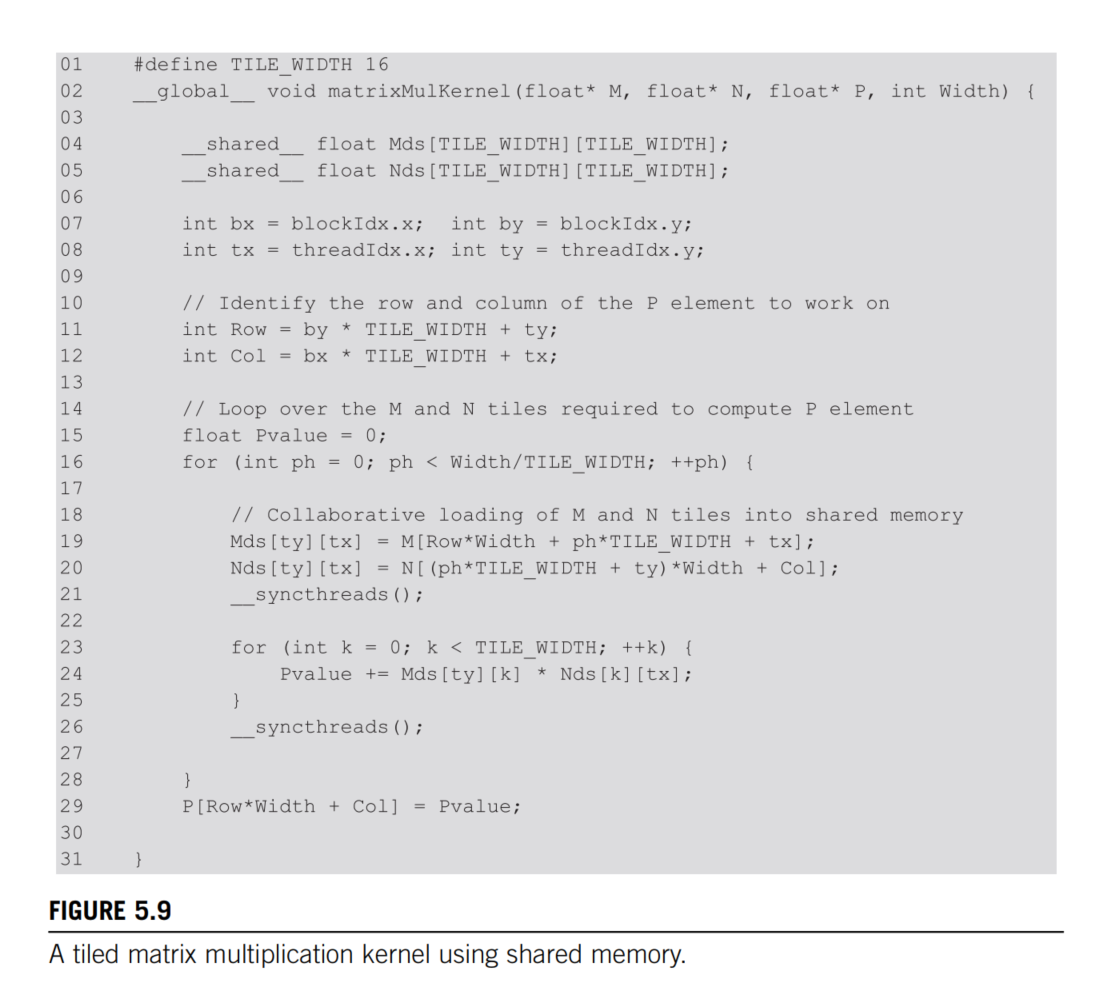 01 #define TILE_WIDTH 16
02 __global__ void matrixMulKernel(float* M, float* N, float* P, int Width) {
03
04     __shared__ float Mds[TILE_WIDTH][TILE_WIDTH];
05     __shared__ float Nds[TILE_WIDTH][TILE_WIDTH];
06
07     int bx = blockIdx.x;  int by = blockIdx.y;
08     int tx = threadIdx.x; int ty = threadIdx.y;
09
10     // Identify the row and column of the P element to work on
11     int Row = by * TILE_WIDTH + ty;
12     int Col = bx * TILE_WIDTH + tx;
13
14     // Loop over the M and N tiles required to compute P element
15     float Pvalue = 0;
16     for (int ph = 0; ph < Width/TILE_WIDTH; ++ph) {
17
18         // Collaborative loading of M and N tiles into shared memory
19         Mds[ty][tx] = M[Row*Width + ph*TILE_WIDTH + tx];
20         Nds[ty][tx] = N[(ph*TILE_WIDTH + ty)*Width + Col];
21         __syncthreads();
22
23         for (int k = 0; k < TILE_WIDTH; ++k) {
24             Pvalue += Mds[ty][k] * Nds[k][tx];
25         }
26         __syncthreads();
27
28     }
29     P[Row*Width + Col] = Pvalue;
30
31 }
FIGURE 5.9
A tiled matrix multiplication kernel using shared memory.